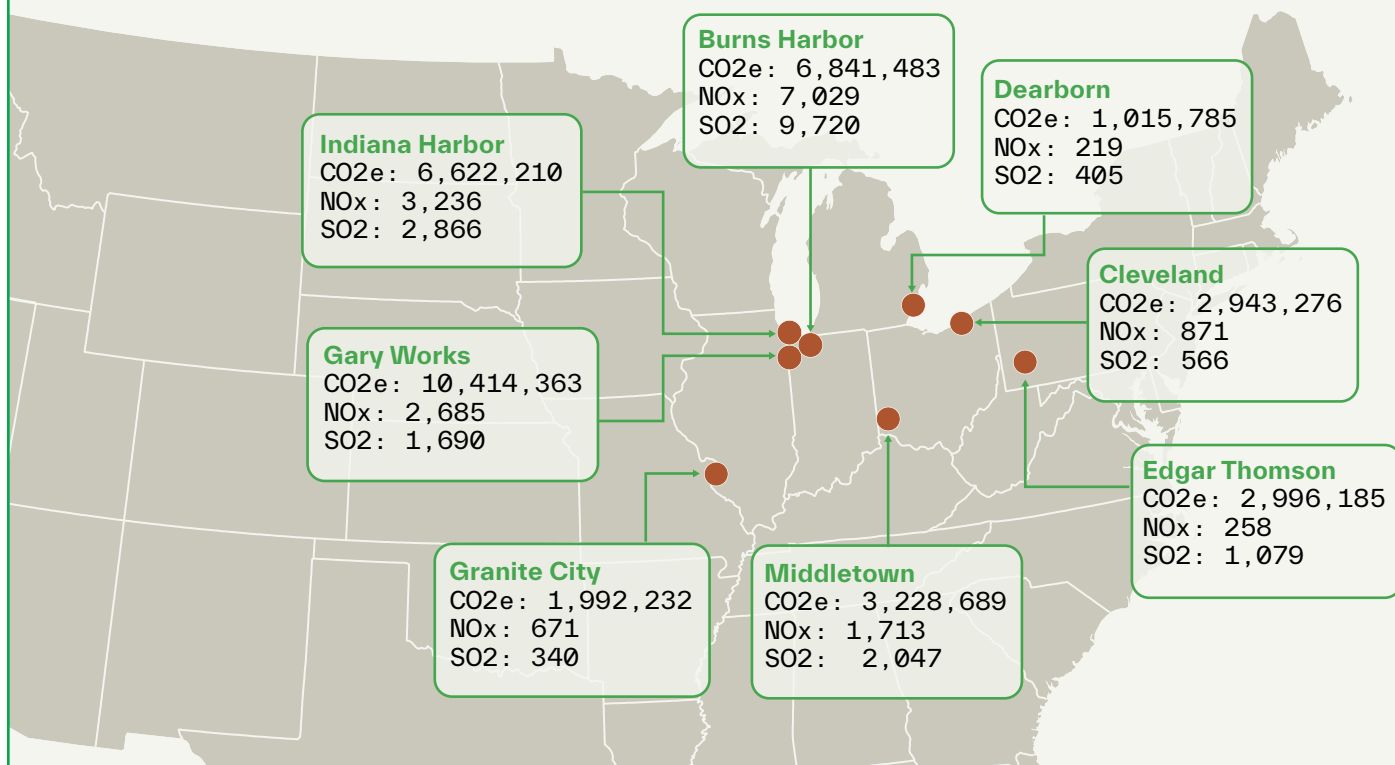 Burns Harbor
CO2e: 6,841,483
NOx: 7,029
SO2: 9,720
Dearborn
CO2e: 1,015,785
NOx: 219
SO2: 405
Indiana Harbor
CO2e: 6,622,210
NOx: 3,236
SO2: 2,866
Cleveland
CO2e: 2,943,276
NOx: 871
SO2: 566
Gary Works
CO2e: 10,414,363
NOx: 2,685
SO2: 1,690
Edgar Thomson
CO2e: 2,996,185
NOx: 258
SO2: 1,079
Granite City
CO2e: 1,992,232
NOx: 671
SO2: 340
Middletown
CO2e: 3,228,689
NOx: 1,713
SO2:  2,047